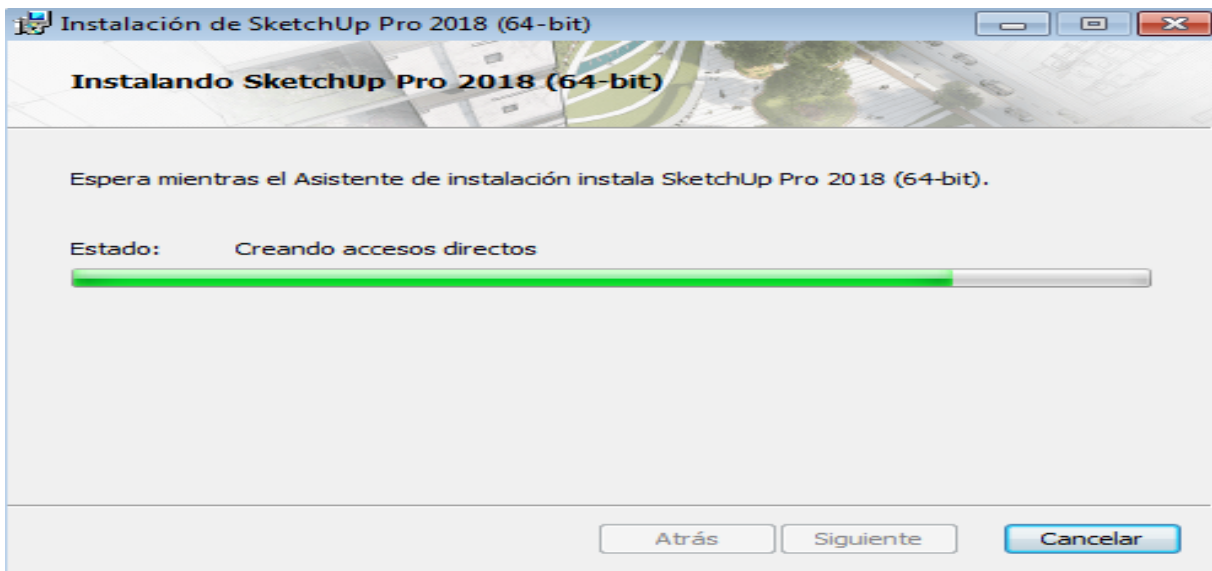 Instalación de SketchUp Pro 2018 (64-bit)
Instalando SketchUp Pro 2018 (64-bit)
Espera mientras el Asistente de instalación instala SketchUp Pro 2018 (64-bit).
Estado: Creando accesos directos
Atrás Siguiente Cancelar